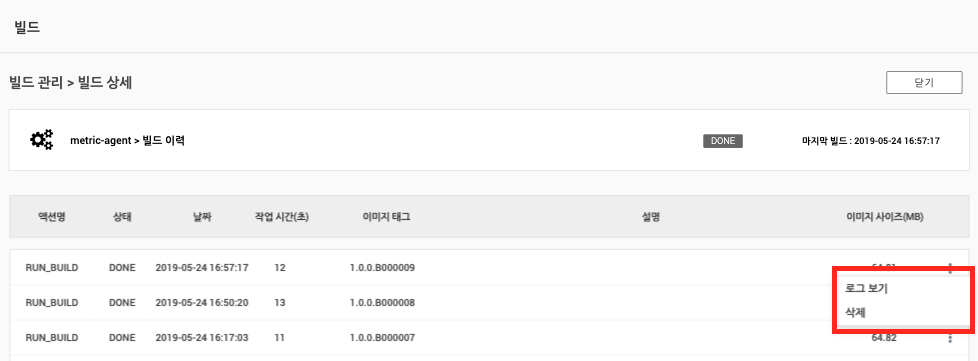 빌드
빌드 관리 > 빌드 상세
닫기
metric-agent > 빌드 이력
DONE
마지막 빌드 : 2019-05-24 16:57:17
액션명 상태 날짜 작업 시간(초) 이미지 태그 설명 이미지 사이즈(MB)
RUN_BUILD DONE 2019-05-24 16:57:17 12 1.0.0.B000009
로그 보기
RUN_BUILD DONE 2019-05-24 16:50:20 13 1.0.0.B000008
삭제
RUN_BUILD DONE 2019-05-24 16:17:03 11 1.0.0.B000007 64.82